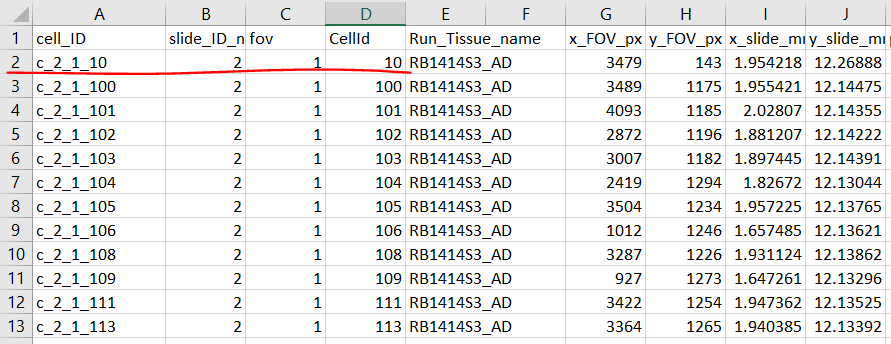 A B C D E F G H I J
1 cell_ID slide_ID_n fov CellId Run_Tissue_name x_FOV_px y_FOV_px x_slide_m y_slide_m
2 c_2_1_10 2 1 10 RB1414S3_AD 3479 143 1.954218 12.26888
3 c_2_1_100 2 1 100 RB1414S3_AD 3489 1175 1.955421 12.14475
4 c_2_1_101 2 1 101 RB1414S3_AD 4093 1185 2.02807 12.14355
5 c_2_1_102 2 1 102 RB1414S3_AD 2872 1196 1.881207 12.14222
6 c_2_1_103 2 1 103 RB1414S3_AD 3007 1182 1.897445 12.14391
7 c_2_1_104 2 1 104 RB1414S3_AD 2419 1294 1.82672 12.13044
8 c_2_1_105 2 1 105 RB1414S3_AD 3504 1234 1.957225 12.13765
9 c_2_1_106 2 1 106 RB1414S3_AD 1012 1246 1.657485 12.13621
10 c_2_1_108 2 1 108 RB1414S3_AD 3287 1226 1.931124 12.13862
11 c_2_1_109 2 1 109 RB1414S3_AD 927 1273 1.647261 12.13296
12 c_2_1_111 2 1 111 RB1414S3_AD 3422 1254 1.947362 12.13525
13 c_2_1_113 2 1 113 RB1414S3_AD 3364 1265 1.940385 12.13392